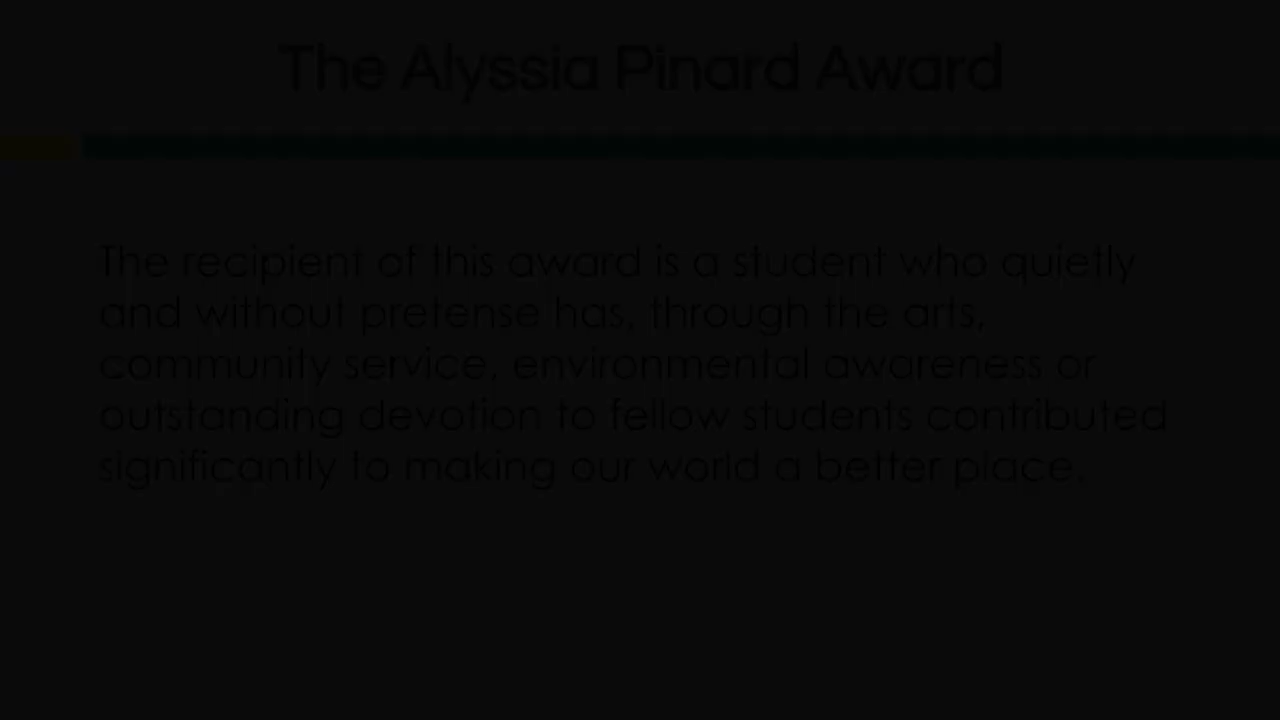 The Alyssia Pinard Award
The recipient of this award is a student who quietly
and without pretense has, through the arts,
community service, environmental awareness or
outstanding devotion to fellow students contributed
significantly to making our world a better place.